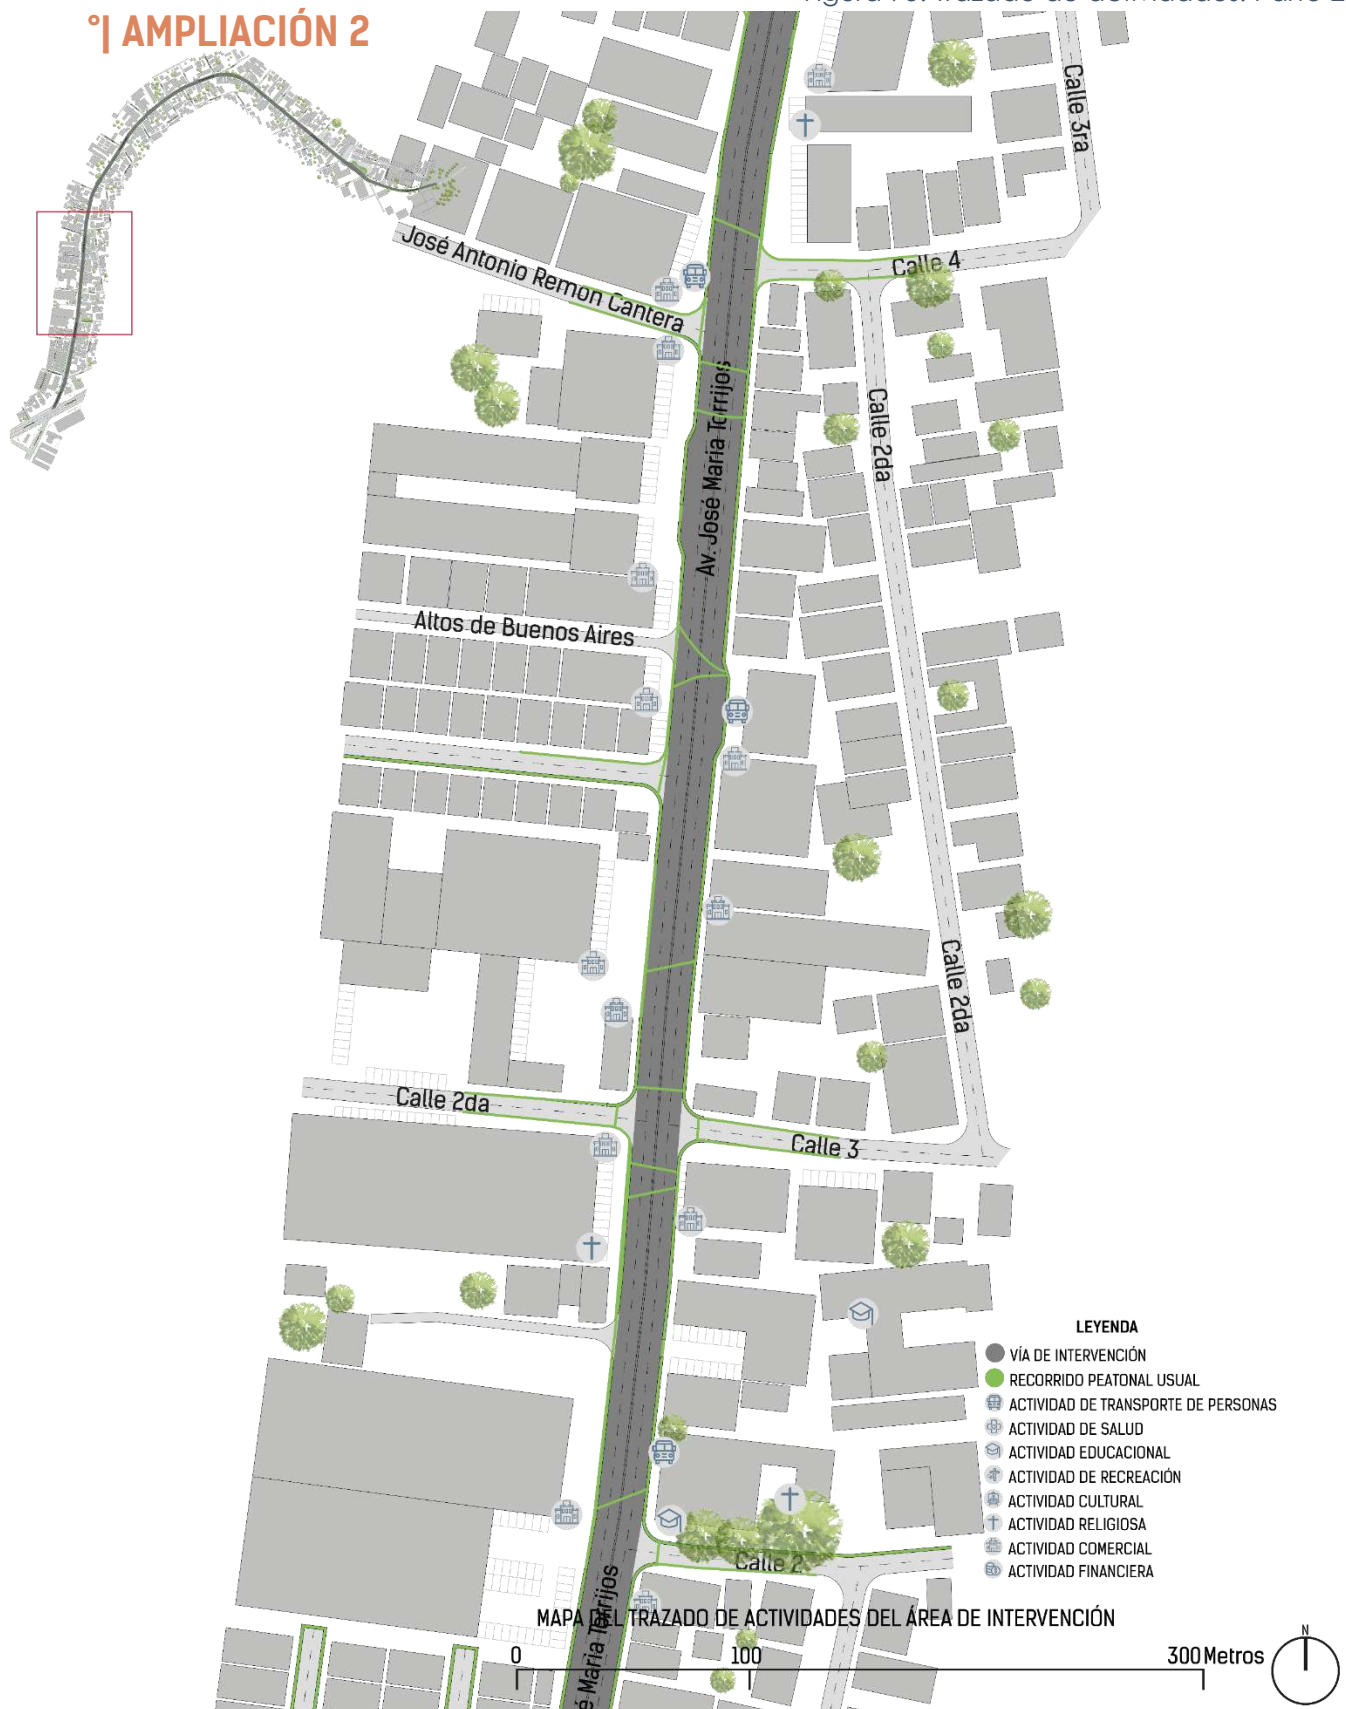 °| AMPLIACIÓN 2
Calle 3ra
José Antonio Remon Cantera
Calle 4
Av. José Maria Torrijos
Calle 2da
Altos de Buenos Aires
Calle 2da
Calle 2da
Calle 3
LEYENDA
VÍA DE INTERVENCIÓN
RECORRIDO PEATONAL USUAL
ACTIVIDAD DE TRANSPORTE DE PERSONAS
ACTIVIDAD DE SALUD
ACTIVIDAD EDUCACIONAL
ACTIVIDAD DE RECREACIÓN
ACTIVIDAD CULTURAL
ACTIVIDAD RELIGIOSA
ACTIVIDAD COMERCIAL
ACTIVIDAD FINANCIERA
Calle 2
é Maria Torrijos
MAPA DEL TRAZADO DE ACTIVIDADES DEL ÁREA DE INTERVENCIÓN
0 100 300 Metros
N